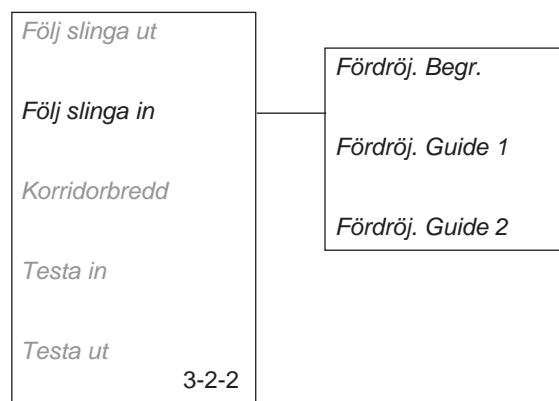 Följ slinga ut
Följ slinga in
Korridorbredd
Testa in
Testa ut
3-2-2
Fördröj. Begr.
Fördröj. Guide 1
Fördröj. Guide 2